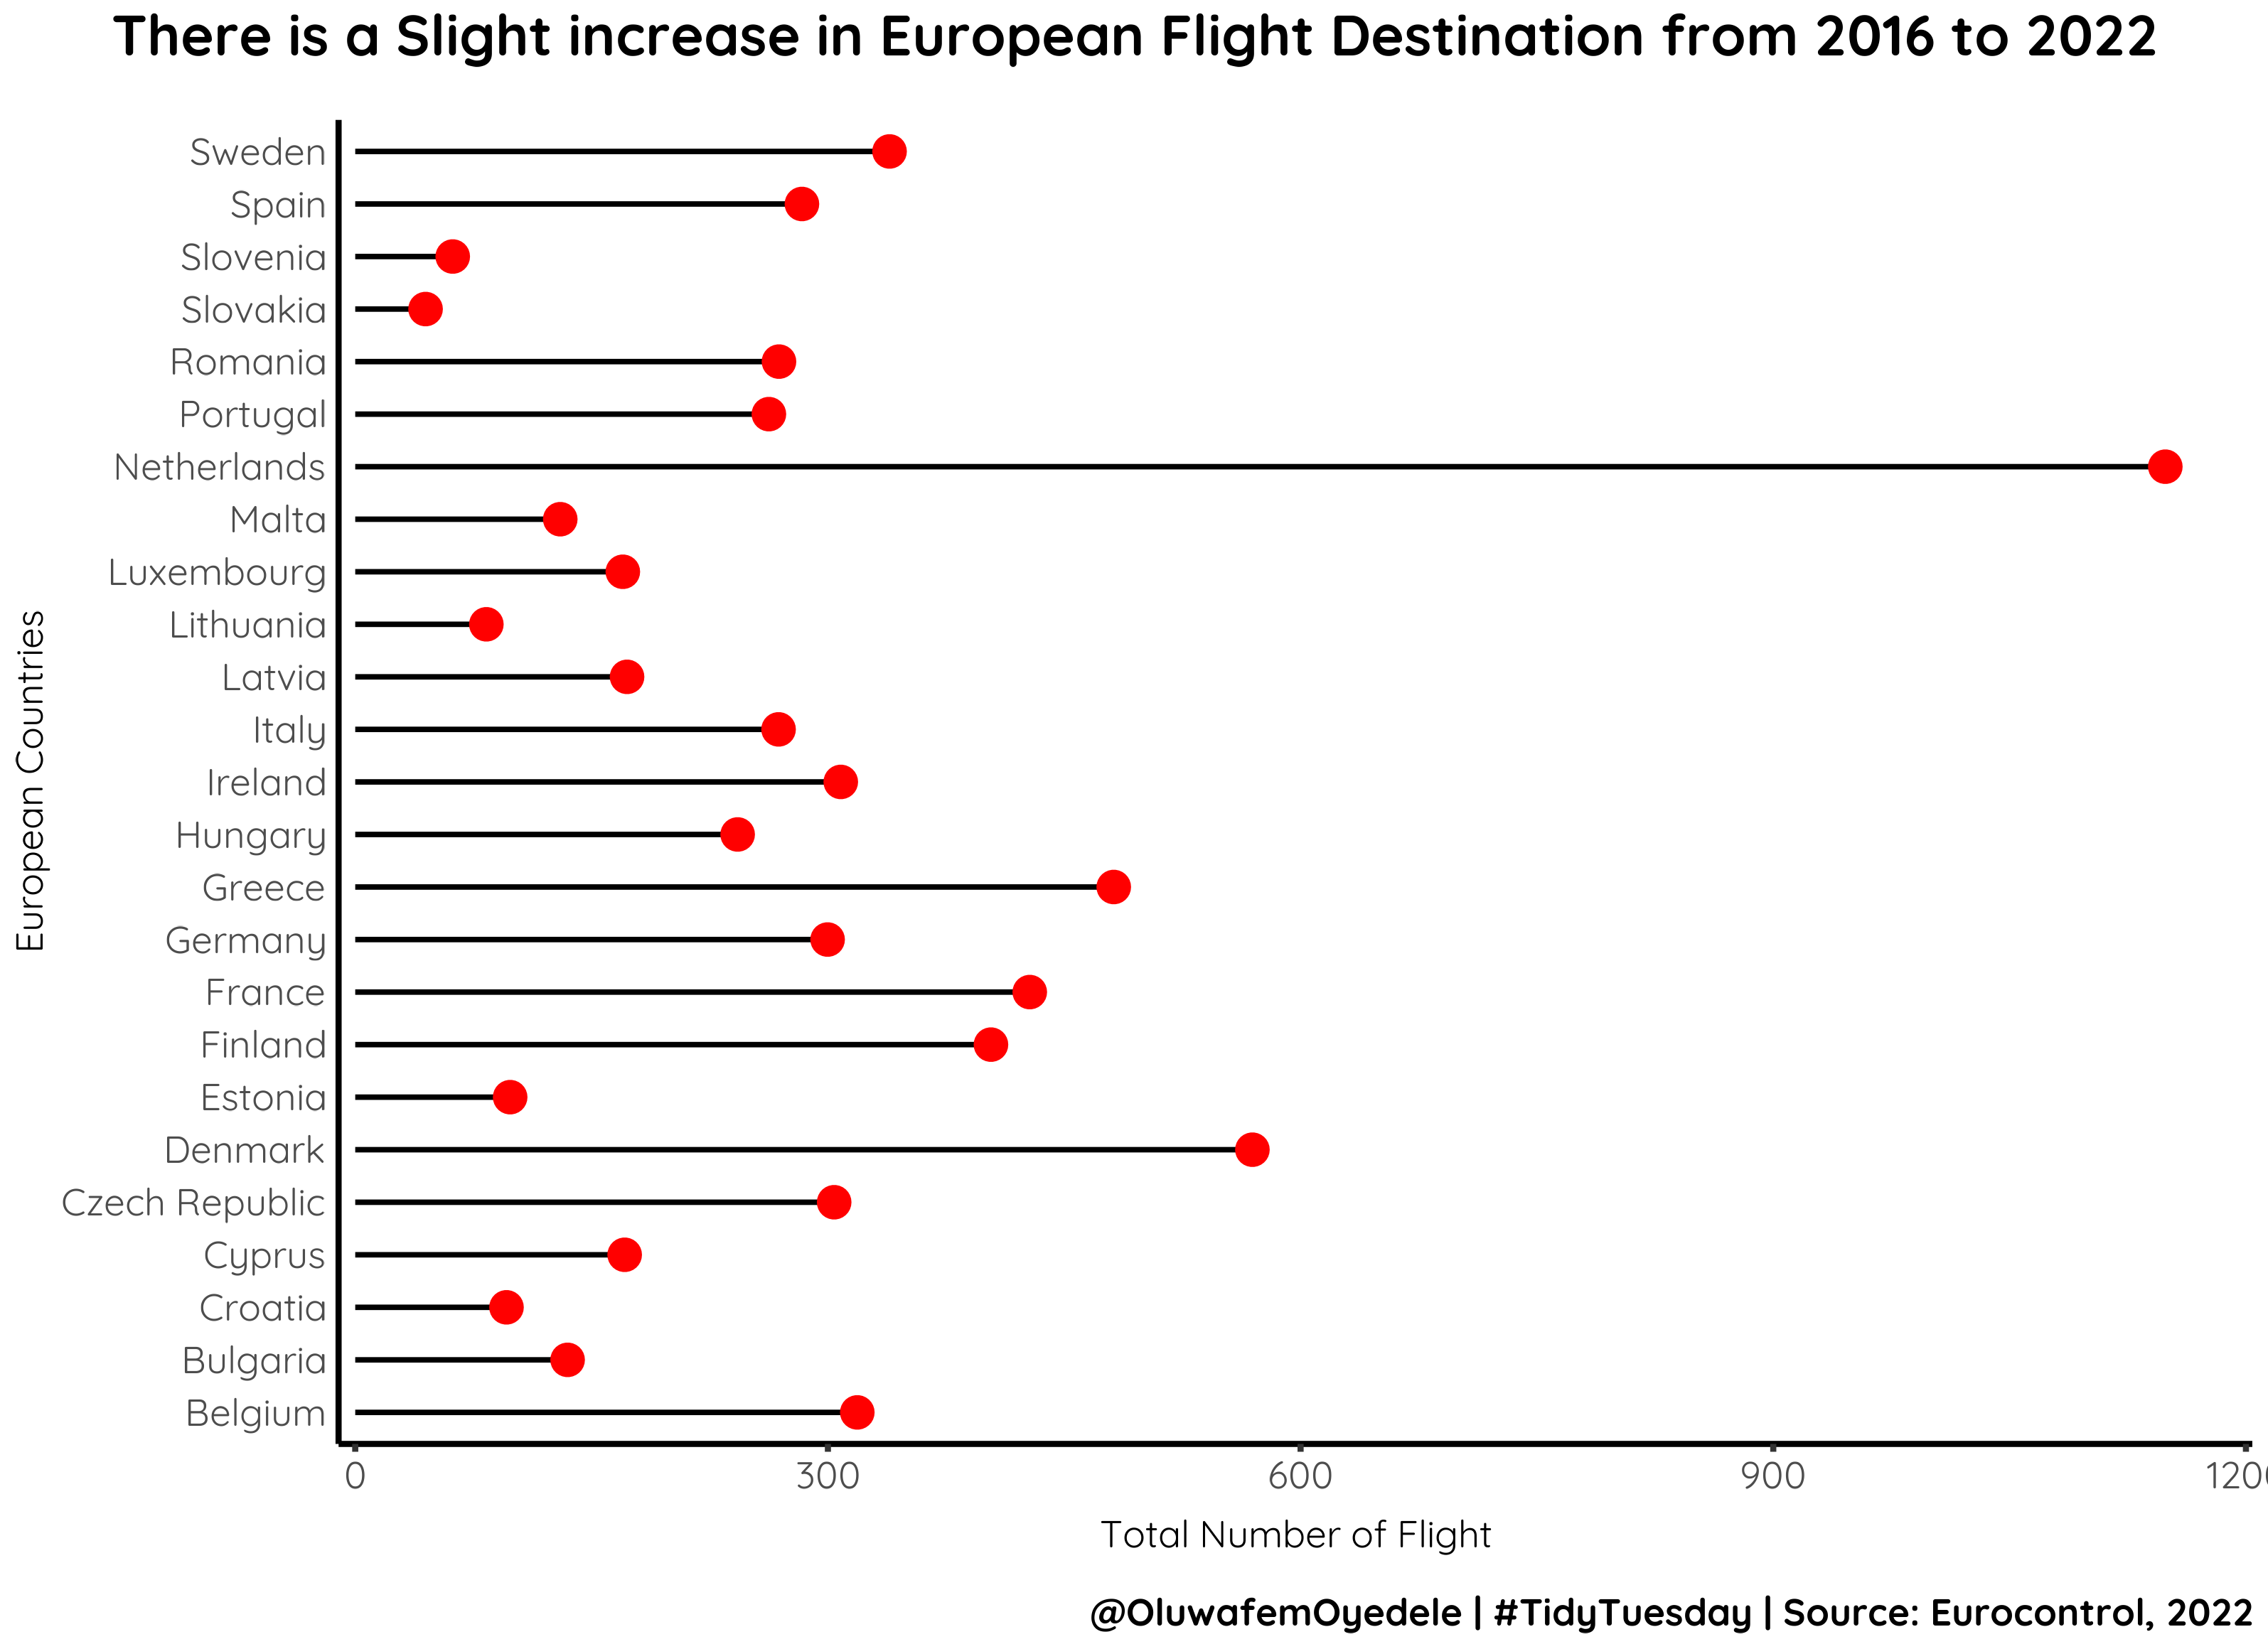 There is a Slight increase in European Flight Destination from 2016 to 2022
Sweden
Spain
Slovenia
Slovakia
Romania
Portugal
Netherlands
Malta
Luxembourg
Lithuania
Latvia
Italy
Ireland
Hungary
Greece
Germany
France
Finland
Estonia
Denmark
Czech Republic
Cyprus
Croatia
Bulgaria
Belgium
European Countries
0 300 600 900 120
Total Number of Flight
@OluwafemOyedele | #TidyTuesday | Source: Eurocontrol, 2022